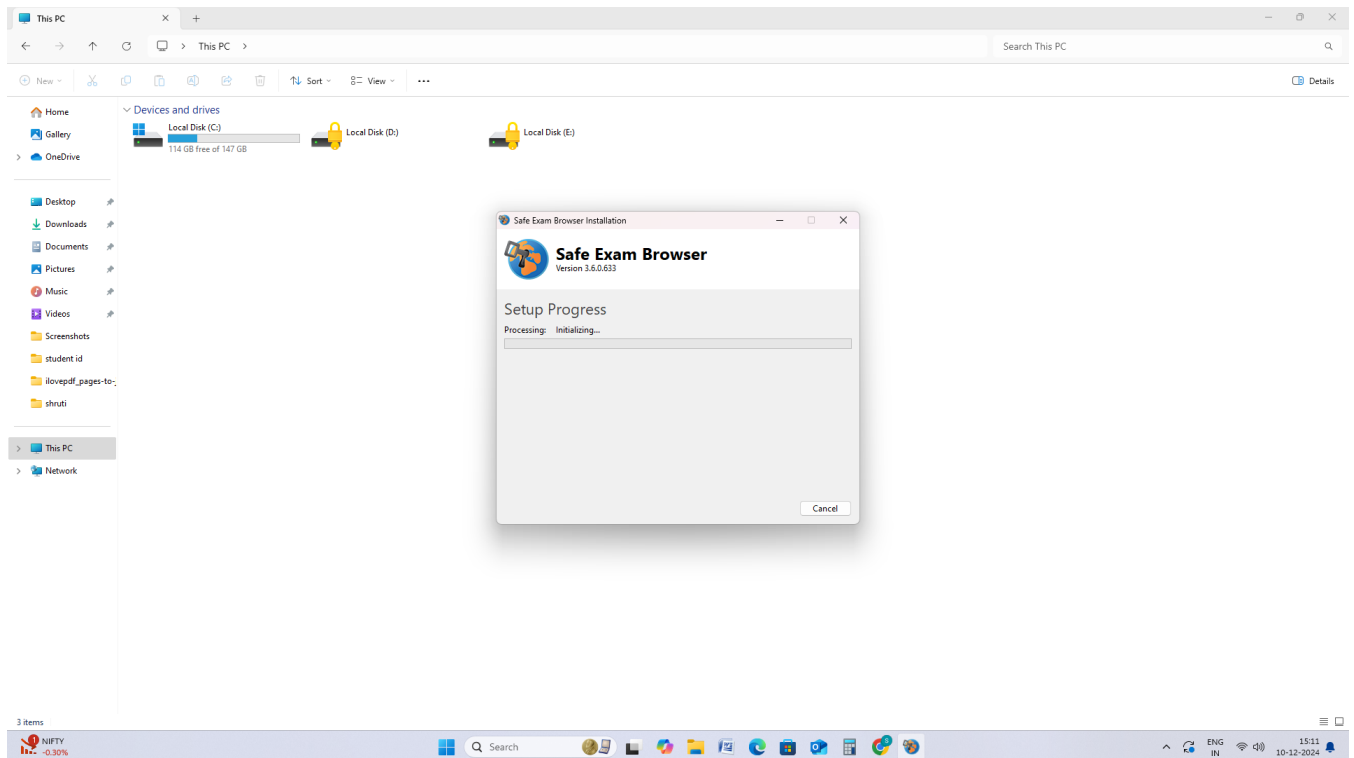 This PC
This PC
Search This PC
New
Sort
View
Details
Home
Gallery
OneDrive
Desktop
Downloads
Documents
Pictures
Music
Videos
Screenshots
student id
ilovepdf_pages-to-
shruti
This PC
Network
Devices and drives
Local Disk (C:)
114 GB free of 147 GB
Local Disk (D:)
Local Disk (E:)
Safe Exam Browser Installation
Safe Exam Browser
Version 3.6.0.633
Setup Progress
Processing: Initializing...
Cancel
3 items
1
NIFTY
-0.30%
Search
S
ENG
IN
15:11
10-12-2024